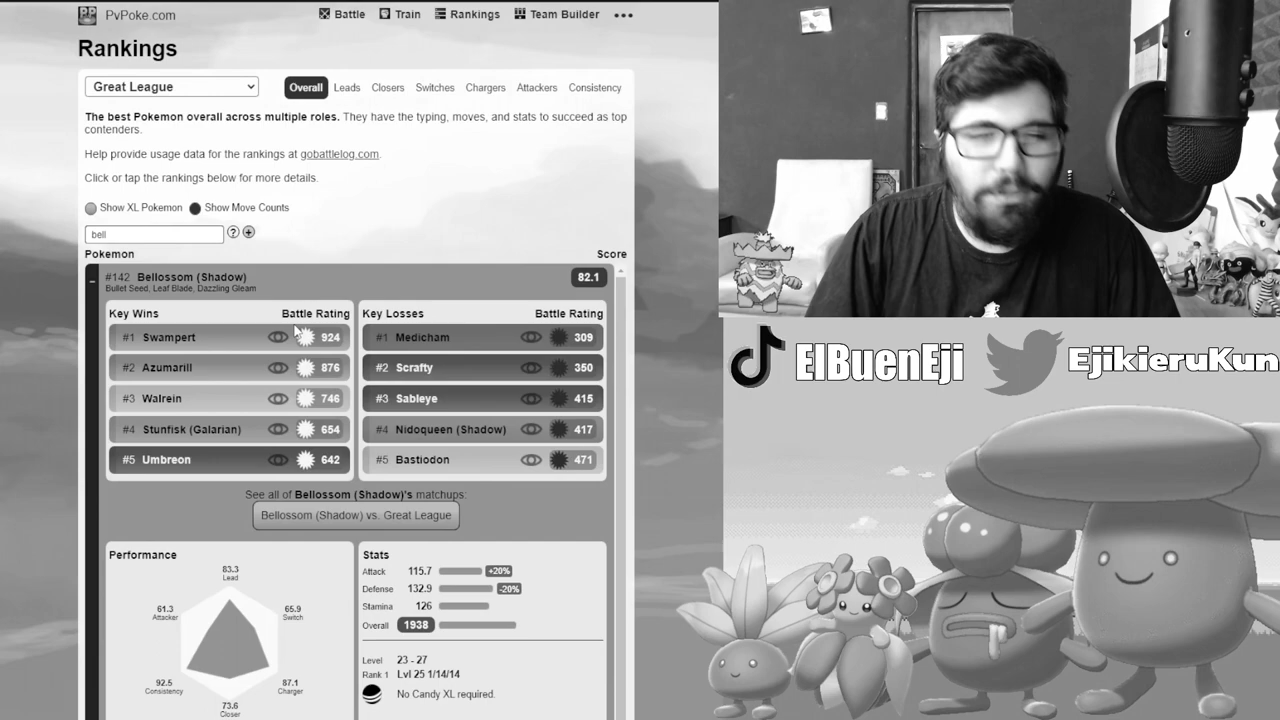 PvPoke.com
Battle Train Rankings Team Builder
Rankings
Great League
Overall Leads Closers Switches Chargers Attackers Consistency
The best Pokemon overall across multiple roles. They have the typing, moves, and stats to succeed as top
contenders.
Help provide usage data for the rankings at gobattlelog.com.
Click or tap the rankings below for more details.
Show XL Pokemon Show Move Counts
bell ? +
Pokemon Score
#142 Bellossom (Shadow) 82.1
Bullet Seed, Leaf Blade, Dazzling Gleam
Key Wins Battle Rating
#1 Swampert 924
#2 Azumarill 876
#3 Walrein 746
#4 Stunfisk (Galarian) 654
#5 Umbreon 642
Key Losses Battle Rating
#1 Medicham 309
#2 Scrafty 350
#3 Sableye 415
#4 Nidoqueen (Shadow) 417
#5 Bastiodon 471
See all of Bellossom (Shadow)'s matchups:
Bellossom (Shadow) vs. Great League
Performance
83.3
Lead
61.3
Attacker
65.9
Switch
92.5
Consistency
87.1
Charger
73.6
Closer
Stats
Attack 115.7 +20%
Defense 132.9 -20%
Stamina 126
Overall 1938
Level 23 - 27
Rank 1 Lvl 25 1/14/14
No Candy XL required.
ElBuenEji
EjikieruKun